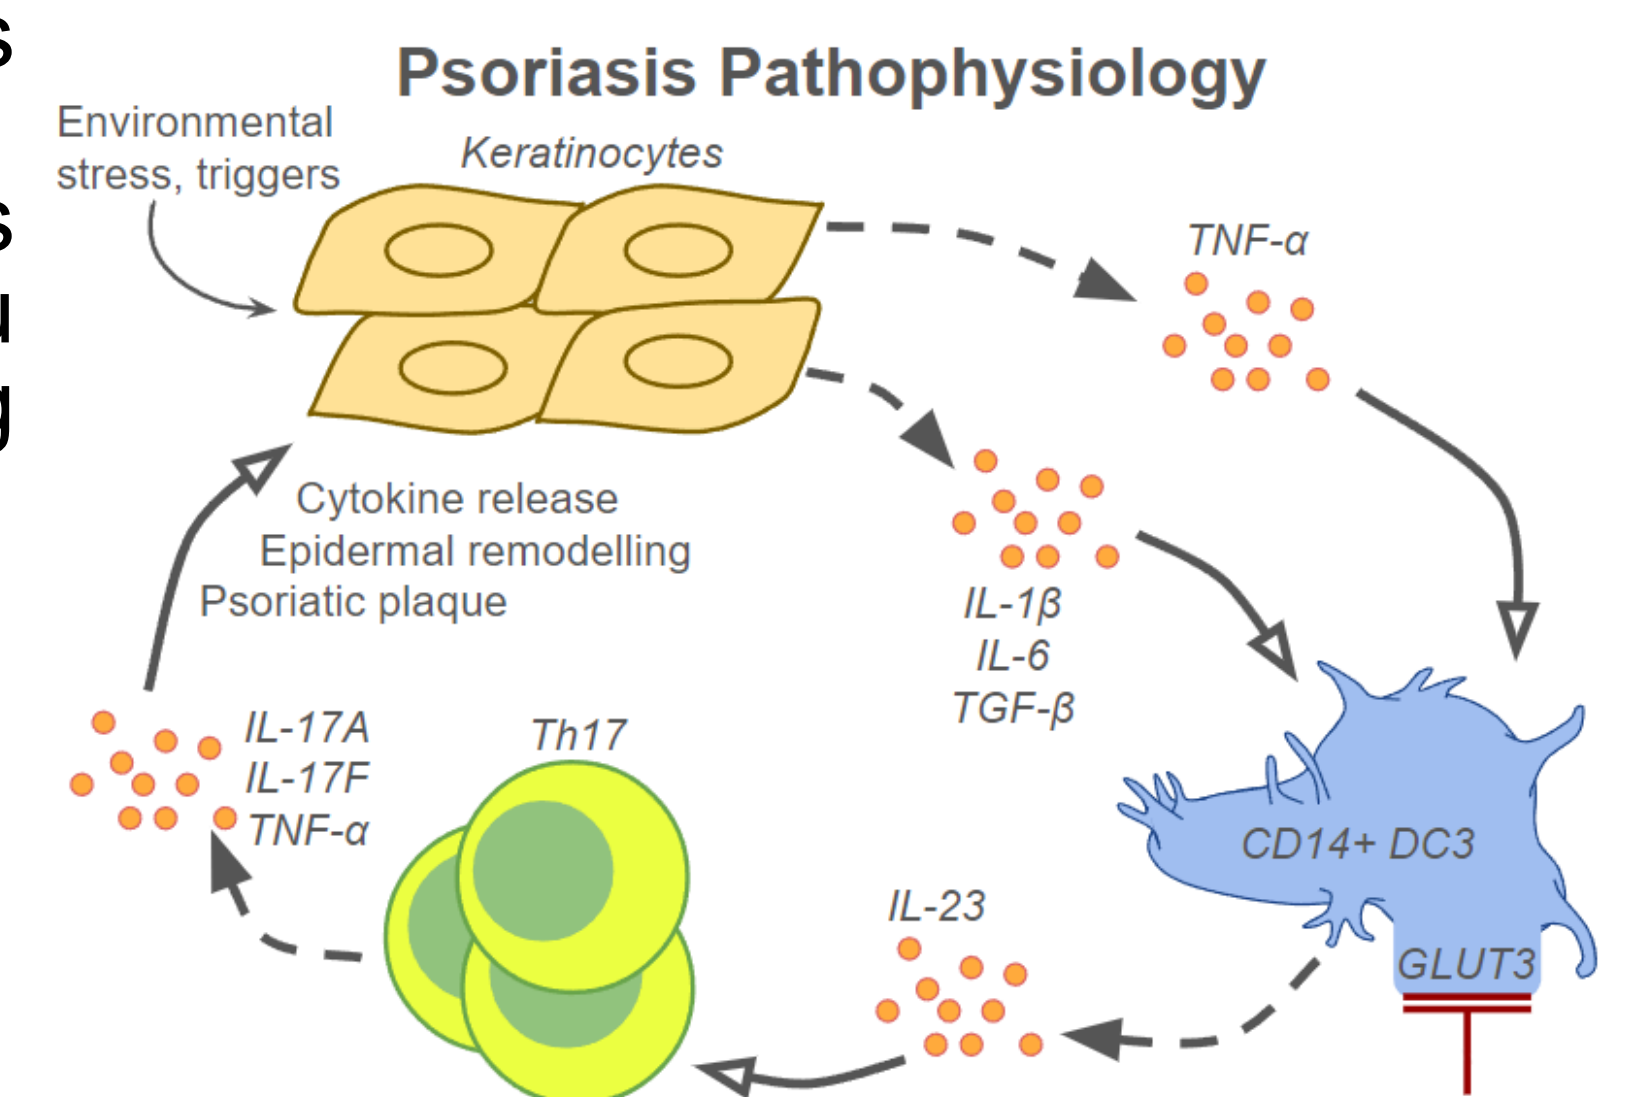 Psoriasis Pathophysiology
Environmental
stress, triggers
Keratinocytes
TNF-α
Cytokine release
Epidermal remodelling
Psoriatic plaque
IL-1β
IL-6
TGF-β
IL-17A
IL-17F
TNF-α
Th17
CD14+ DC3
IL-23
GLUT3